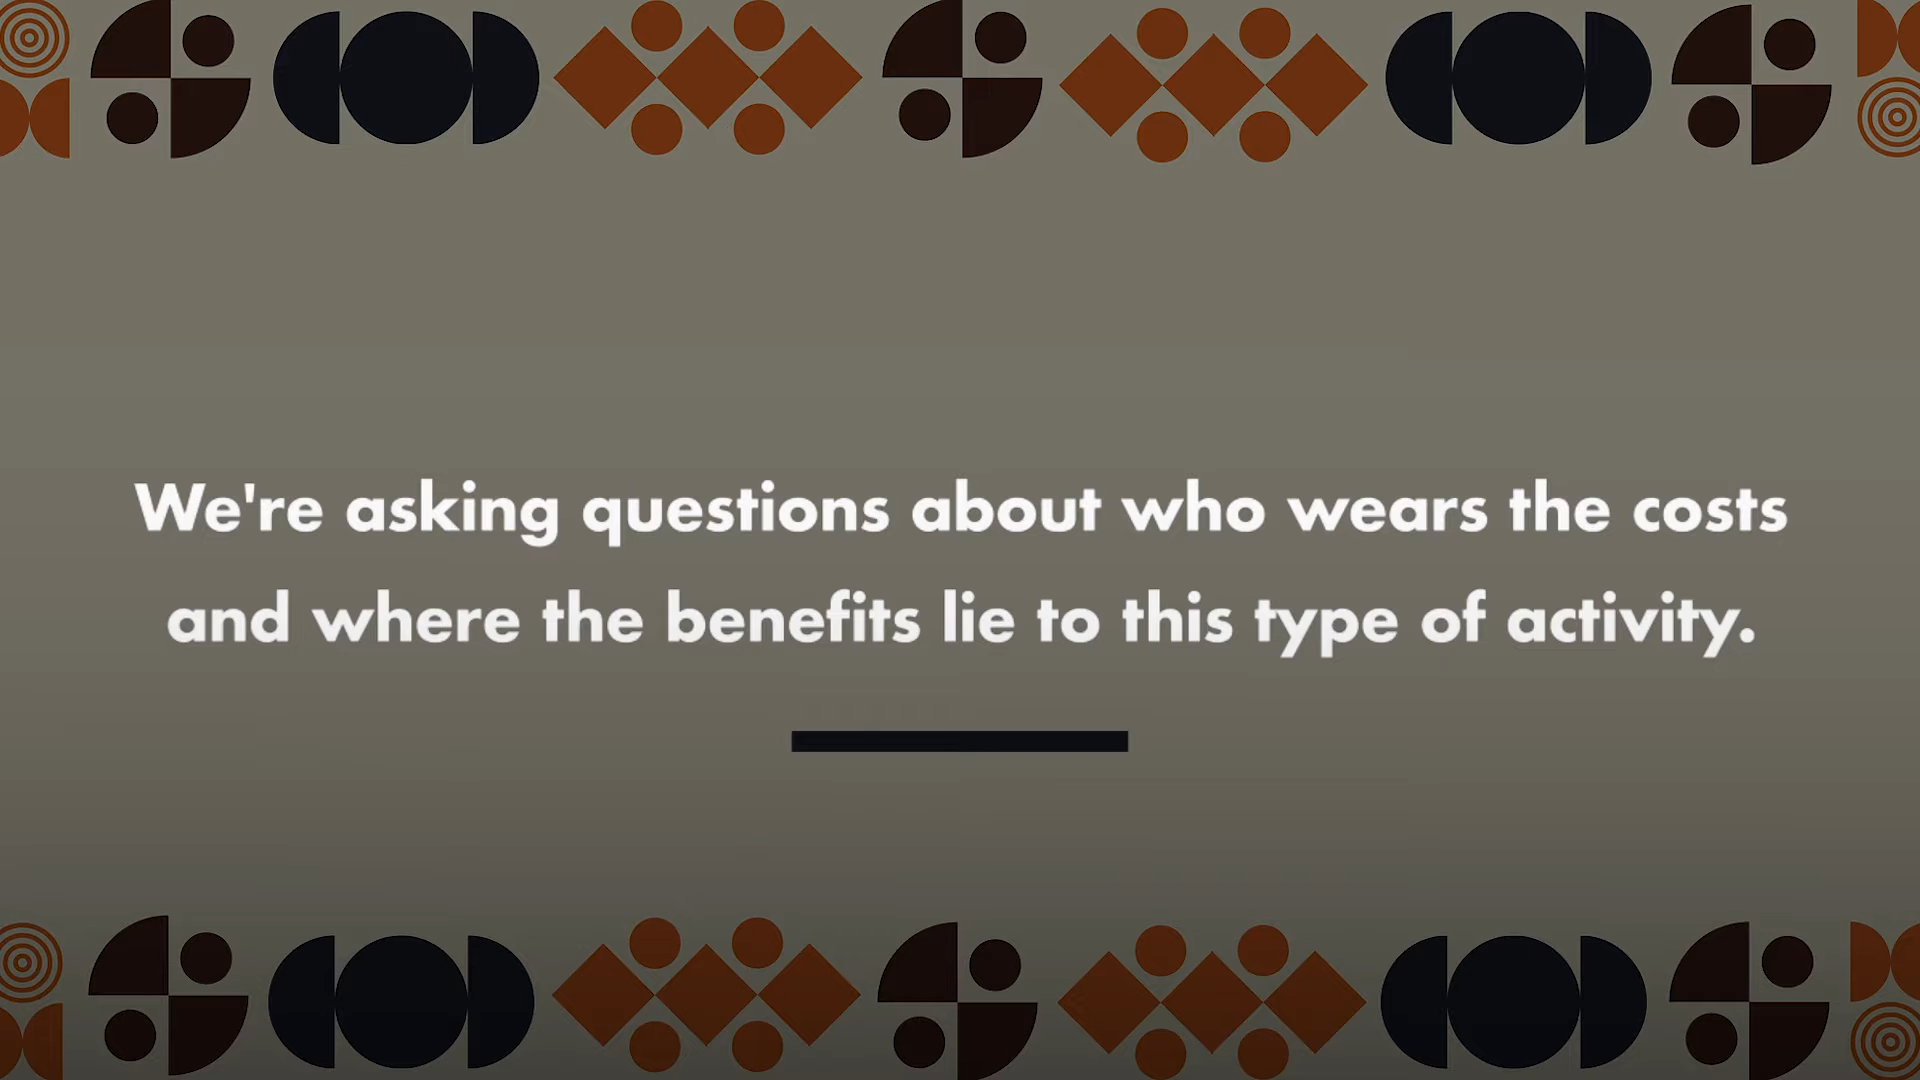 We're asking questions about who wears the costs
and where the benefits lie to this type of activity.